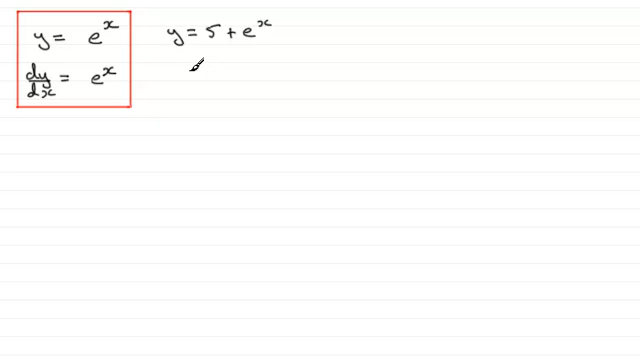 y = e^x
dy/dx = e^x
y = 5 + e^x